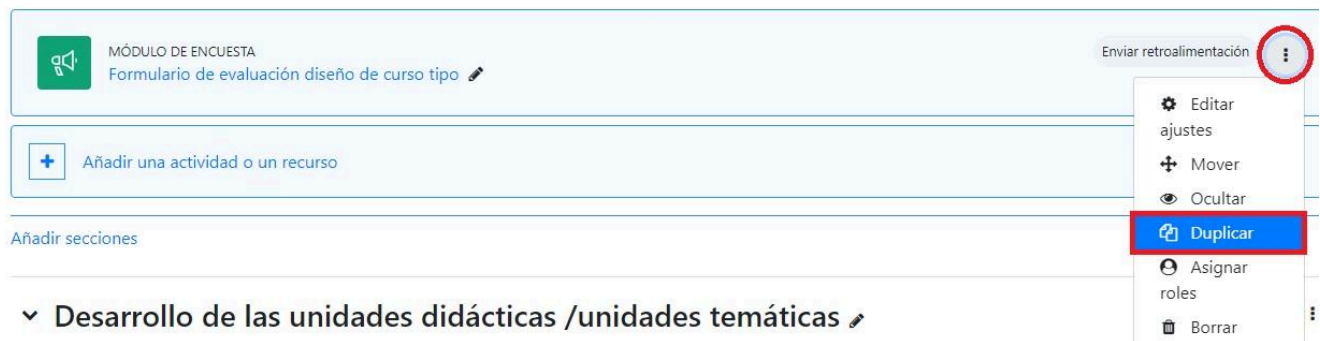 MÓDULO DE ENCUESTA
Formulario de evaluación diseño de curso tipo
Enviar retroalimentación
Editar
ajustes
Mover
Ocultar
Duplicar
Asignar
roles
Borrar
Añadir una actividad o un recurso
Añadir secciones
Desarrollo de las unidades didácticas /unidades temáticas